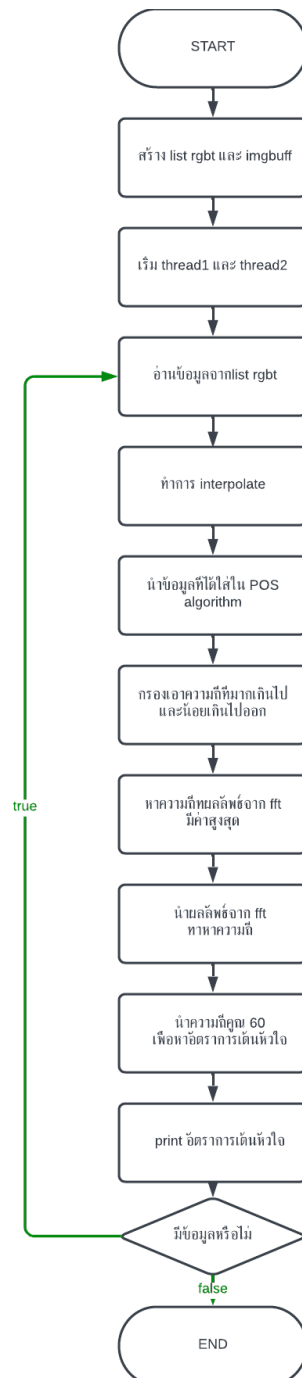 START
สร้าง list rgbt และ imgbuff
เริ่ม thread1 และ thread2
อ่านข้อมูลจากlist rgbt
ทำการ interpolate
นำข้อมูลที่ได้ใส่ใน POS
algorithm
กรองเอาความถี่ที่มากเกินไป
และน้อยเกินไปออก
หาความถี่ทผลลัพธ์จาก fft
มีค่าสูงสุด
นำผลลัพธ์จาก fft
ทาหาความถี่
นำความถี่คูณ 60
เพื่อหาอัตราการเต้นหัวใจ
print อัตราการเต้นหัวใจ
มีข้อมูลหรือไม่
true
false
END